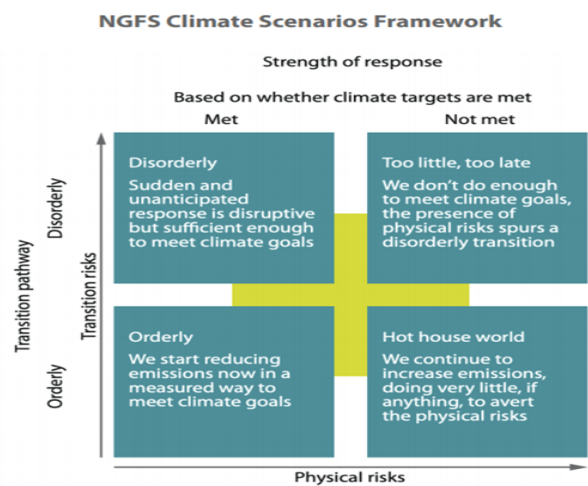 NGFS Climate Scenarios Framework
Strength of response
Based on whether climate targets are met
Met
Not met
Transition pathway
Disorderly
Orderly
Transition risks
Disorderly
Sudden and
unanticipated
response is disruptive
but sufficient enough
to meet climate goals
Too little, too late
We don't do enough
to meet climate goals,
the presence of
physical risks spurs a
disorderly transition
Orderly
We start reducing
emissions now in a
measured way to
meet climate goals
Hot house world
We continue to
increase emissions,
doing very little, if
anything, to avert
the physical risks
Physical risks